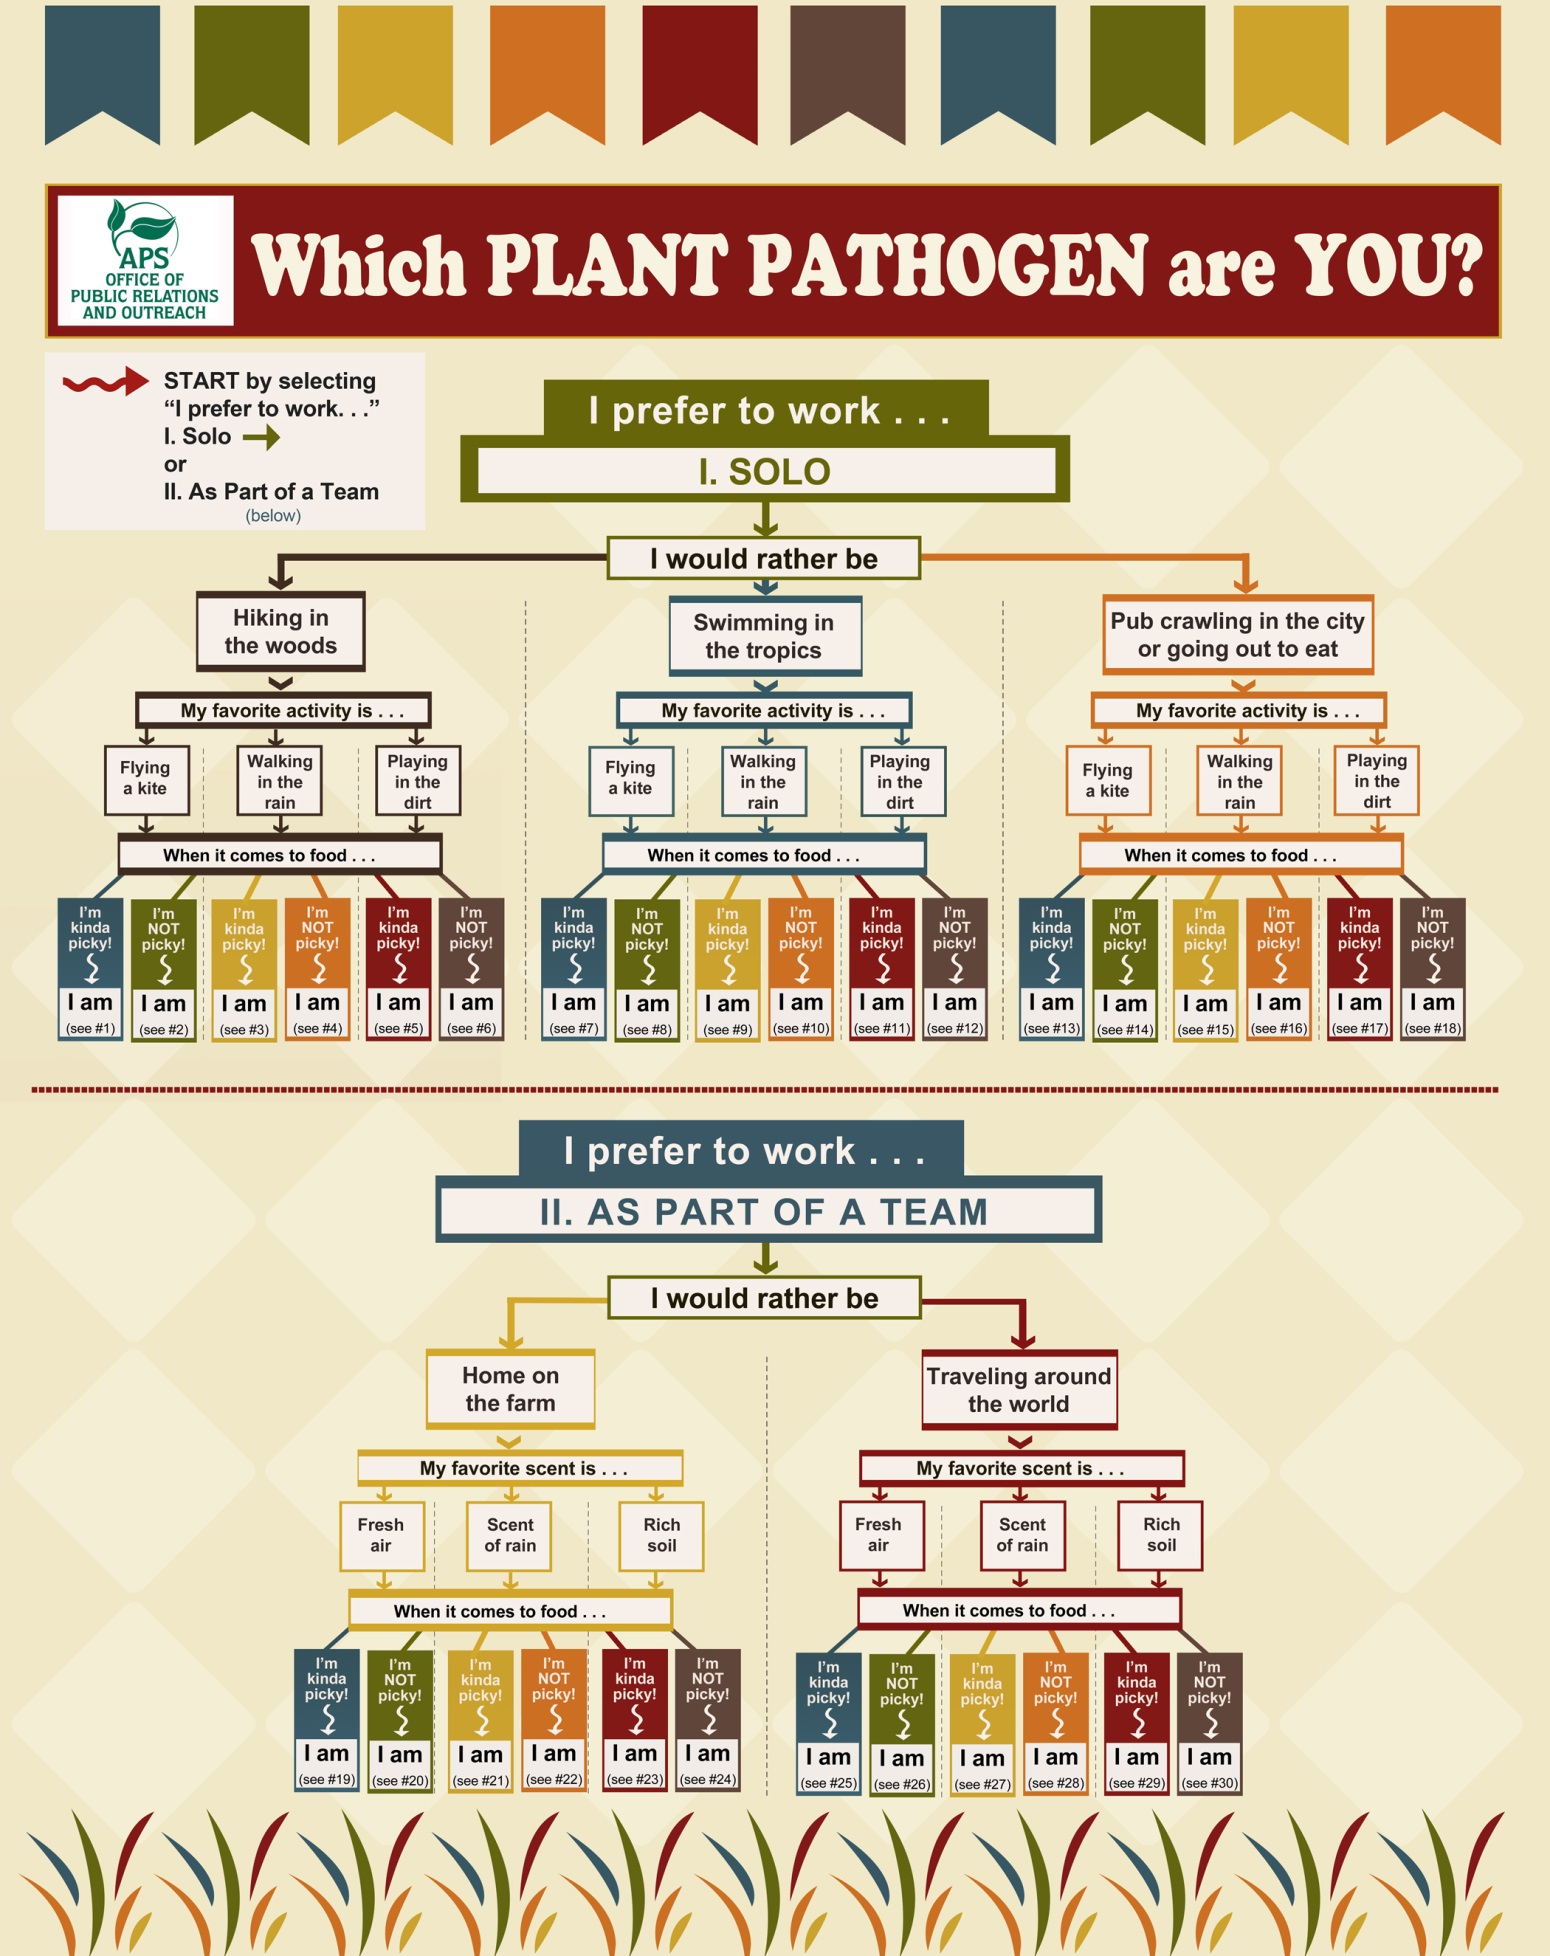 APS
OFFICE OF
PUBLIC RELATIONS
AND OUTREACH
Which PLANT PATHOGEN are YOU?
START by selecting
“I prefer to work. . .”
I. Solo
or
II. As Part of a Team
(below)
I prefer to work . . .
I. SOLO
I would rather be
Hiking in
the woods
My favorite activity is . . .
Flying
a kite
Walking
in the
rain
Playing
in the
dirt
When it comes to food . . .
I’m
kinda
picky!
I am
(see #1)
I’m
NOT
picky!
I am
(see #2)
I’m
kinda
picky!
I am
(see #3)
I’m
NOT
picky!
I am
(see #4)
I’m
kinda
picky!
I am
(see #5)
I’m
NOT
picky!
I am
(see #6)
Swimming in
the tropics
My favorite activity is . . .
Flying
a kite
Walking
in the
rain
Playing
in the
dirt
When it comes to food . . .
I’m
kinda
picky!
I am
(see #7)
I’m
NOT
picky!
I am
(see #8)
I’m
kinda
picky!
I am
(see #9)
I’m
NOT
picky!
I am
(see #10)
I’m
kinda
picky!
I am
(see #11)
I’m
NOT
picky!
I am
(see #12)
Pub crawling in the city
or going out to eat
My favorite activity is . . .
Flying
a kite
Walking
in the
rain
Playing
in the
dirt
When it comes to food . . .
I’m
kinda
picky!
I am
(see #13)
I’m
NOT
picky!
I am
(see #14)
I’m
kinda
picky!
I am
(see #15)
I’m
NOT
picky!
I am
(see #16)
I’m
kinda
picky!
I am
(see #17)
I’m
NOT
picky!
I am
(see #18)
I prefer to work . . .
II. AS PART OF A TEAM
I would rather be
Home on
the farm
My favorite scent is . . .
Fresh
air
Scent
of rain
Rich
soil
When it comes to food . . .
I’m
kinda
picky!
I am
(see #19)
I’m
NOT
picky!
I am
(see #20)
I’m
kinda
picky!
I am
(see #21)
I’m
NOT
picky!
I am
(see #22)
I’m
kinda
picky!
I am
(see #23)
I’m
NOT
picky!
I am
(see #24)
Traveling around
the world
My favorite scent is . . .
Fresh
air
Scent
of rain
Rich
soil
When it comes to food . . .
I’m
kinda
picky!
I am
(see #25)
I’m
NOT
picky!
I am
(see #26)
I’m
kinda
picky!
I am
(see #27)
I’m
NOT
picky!
I am
(see #28)
I’m
kinda
picky!
I am
(see #29)
I’m
NOT
picky!
I am
(see #30)